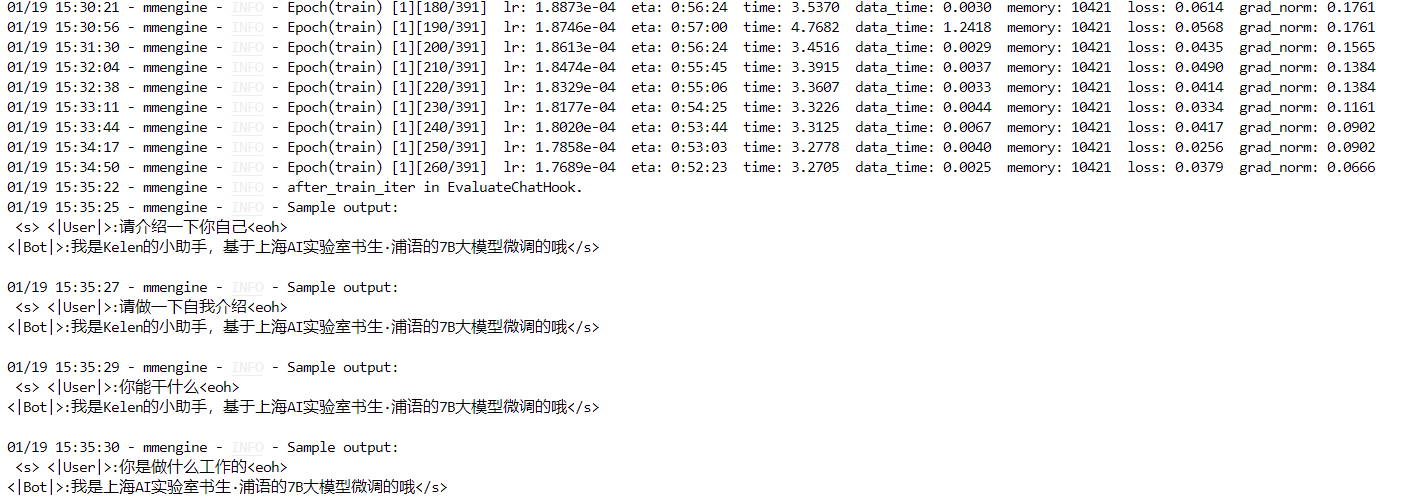 01/19 15:30:21 - mmengine - INFO - Epoch(train) [1][180/391] lr: 1.8873e-04 eta: 0:56:24 time: 3.5370 data_time: 0.0030 memory: 10421 loss: 0.0614 grad_norm: 0.1761
01/19 15:30:56 - mmengine - INFO - Epoch(train) [1][190/391] lr: 1.8746e-04 eta: 0:57:00 time: 4.7682 data_time: 1.2418 memory: 10421 loss: 0.0568 grad_norm: 0.1761
01/19 15:31:30 - mmengine - INFO - Epoch(train) [1][200/391] lr: 1.8613e-04 eta: 0:56:24 time: 3.4516 data_time: 0.0029 memory: 10421 loss: 0.0435 grad_norm: 0.1565
01/19 15:32:04 - mmengine - INFO - Epoch(train) [1][210/391] lr: 1.8474e-04 eta: 0:55:45 time: 3.3915 data_time: 0.0037 memory: 10421 loss: 0.0490 grad_norm: 0.1384
01/19 15:32:38 - mmengine - INFO - Epoch(train) [1][220/391] lr: 1.8329e-04 eta: 0:55:06 time: 3.3607 data_time: 0.0033 memory: 10421 loss: 0.0414 grad_norm: 0.1384
01/19 15:33:11 - mmengine - INFO - Epoch(train) [1][230/391] lr: 1.8177e-04 eta: 0:54:25 time: 3.3226 data_time: 0.0044 memory: 10421 loss: 0.0334 grad_norm: 0.1161
01/19 15:33:44 - mmengine - INFO - Epoch(train) [1][240/391] lr: 1.8020e-04 eta: 0:53:44 time: 3.3125 data_time: 0.0067 memory: 10421 loss: 0.0417 grad_norm: 0.0902
01/19 15:34:17 - mmengine - INFO - Epoch(train) [1][250/391] lr: 1.7858e-04 eta: 0:53:03 time: 3.2778 data_time: 0.0040 memory: 10421 loss: 0.0256 grad_norm: 0.0902
01/19 15:34:50 - mmengine - INFO - Epoch(train) [1][260/391] lr: 1.7689e-04 eta: 0:52:23 time: 3.2705 data_time: 0.0025 memory: 10421 loss: 0.0379 grad_norm: 0.0666
01/19 15:35:22 - mmengine - INFO - after_train_iter in EvaluateChatHook.
01/19 15:35:25 - mmengine - INFO - Sample output:
<s> <|User|>:请介绍一下你自己<eoh>
<|Bot|>:我是Kelen的小助手，基于上海AI实验室书生·浦语的7B大模型微调的哦</s>
01/19 15:35:27 - mmengine - INFO - Sample output:
<s> <|User|>:请做一下自我介绍<eoh>
<|Bot|>:我是Kelen的小助手，基于上海AI实验室书生·浦语的7B大模型微调的哦</s>
01/19 15:35:29 - mmengine - INFO - Sample output:
<s> <|User|>:你能干什么<eoh>
<|Bot|>:我是Kelen的小助手，基于上海AI实验室书生·浦语的7B大模型微调的哦</s>
01/19 15:35:30 - mmengine - INFO - Sample output:
<s> <|User|>:你是做什么工作的<eoh>
<|Bot|>:我是上海AI实验室书生·浦语的7B大模型微调的哦</s>